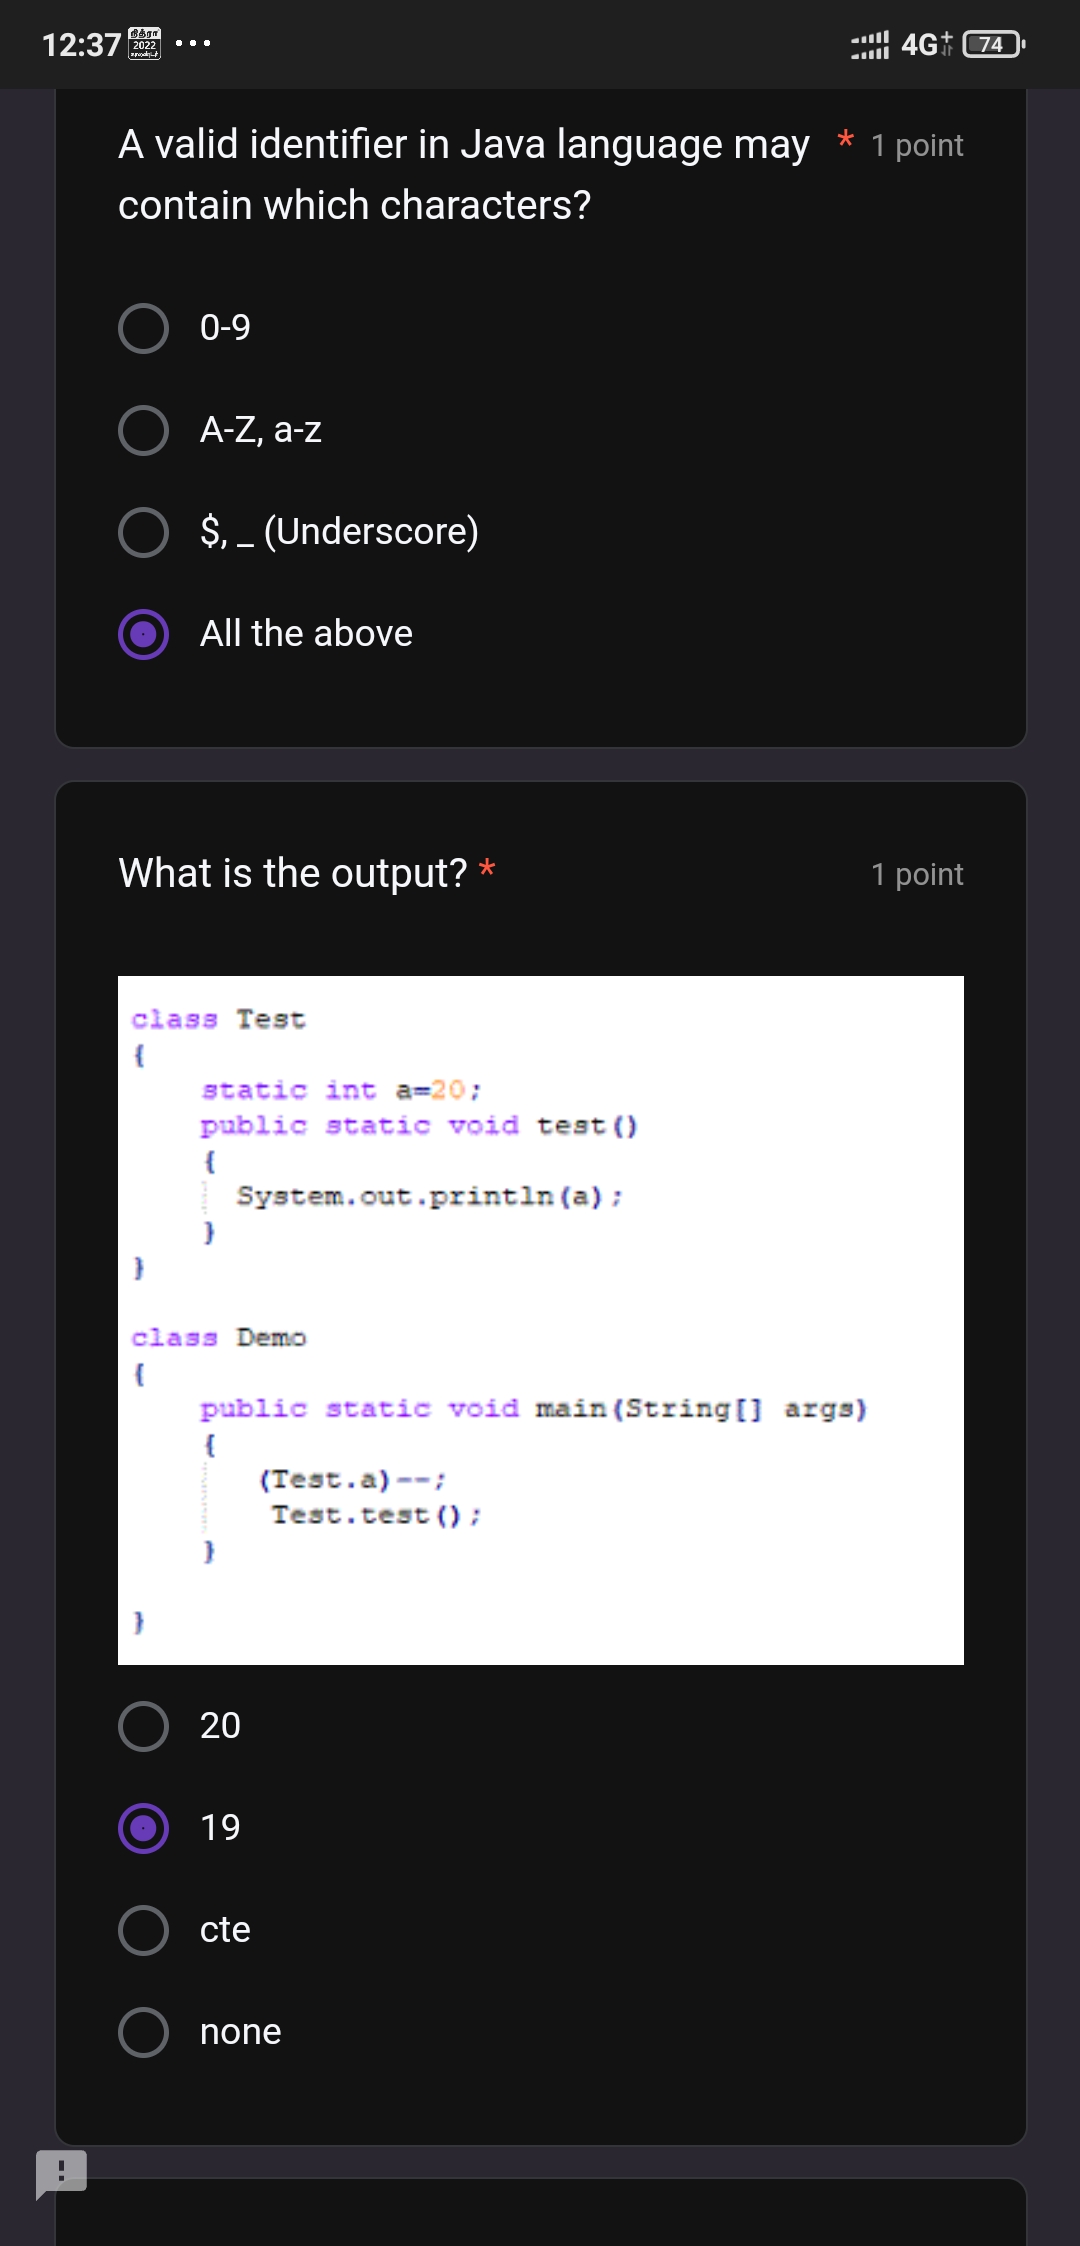 12:37 நித்ரா 2022 ... 4G+ 74
A valid identifier in Java language may * 1 point
contain which characters?
0-9
A-Z, a-z
$, _ (Underscore)
All the above
What is the output? * 1 point
class Test
{
static int a=20;
public static void test()
{
System.out.println(a);
}
}
class Demo
{
public static void main(String[] args)
{
(Test.a)--;
Test.test();
}
}
20
19
cte
none
!